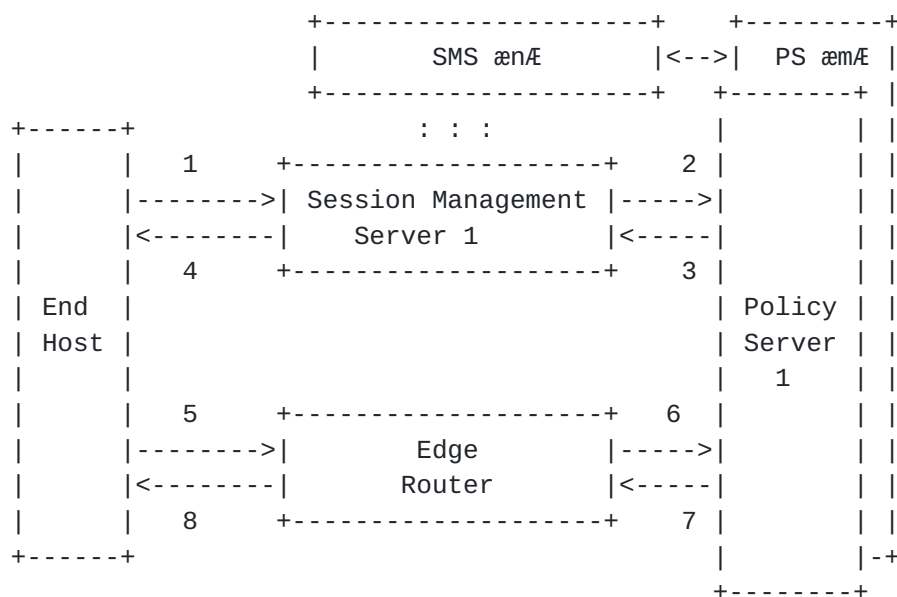 +---------------------+    +---------+
|       SMS ænÆ       |<-->|  PS æmÆ |
+---------------------+   +--------+ |
+------+                  : : :              |        | |
|      |   1     +--------------------+    2 |        | |
|      |-------->| Session Management |----->|        | |
|      |<--------|    Server 1        |<-----|        | |
|      |   4     +--------------------+    3 |        | |
| End  |                                     | Policy | |
| Host |                                     | Server | |
|      |                                     |   1    | |
|      |   5     +--------------------+   6  |        | |
|      |-------->|        Edge        |----->|        | |
|      |<--------|       Router       |<-----|        | |
|      |   8     +--------------------+    7 |        | |
+------+                                     |        |-+
+--------+